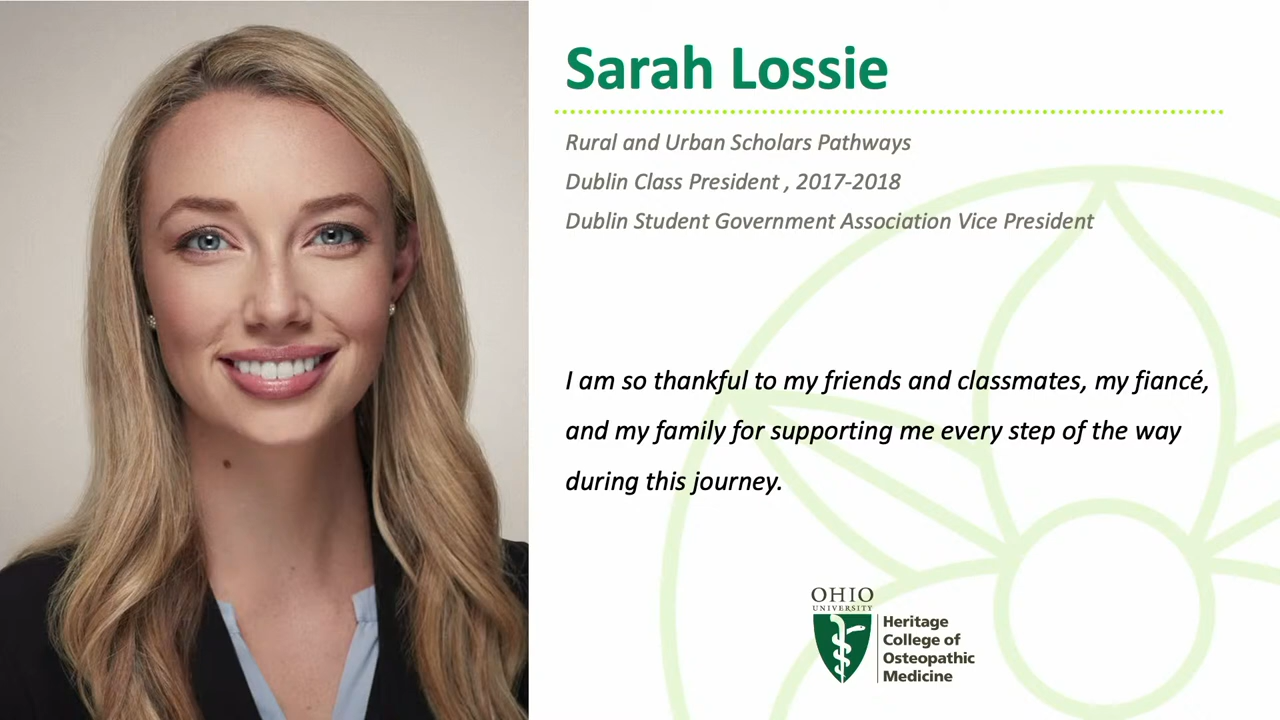 Sarah Lossie
Rural and Urban Scholars Pathways
Dublin Class President , 2017-2018
Dublin Student Government Association Vice President
I am so thankful to my friends and classmates, my fiancé,
and my family for supporting me every step of the way
during this journey.
OHIO
UNIVERSITY
Heritage
College of
Osteopathic
Medicine